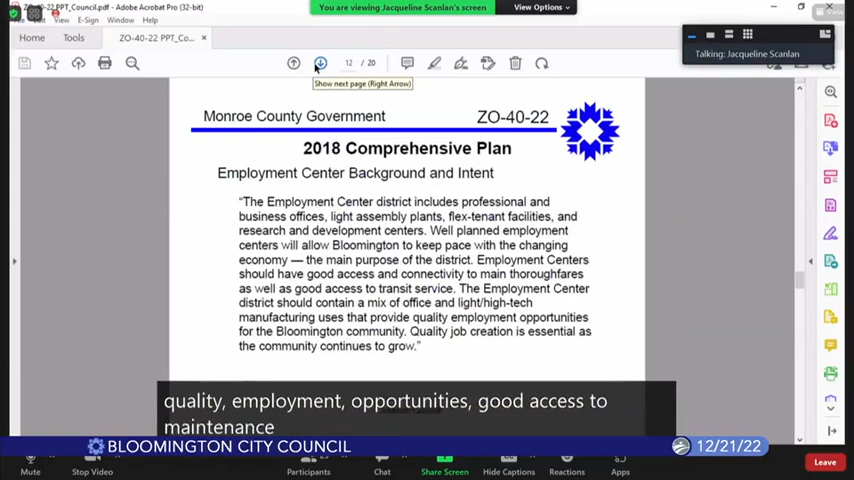 Council.pdf - Adobe Acrobat Pro (32-bit)
You are viewing Jacqueline Scanlan's screen
View Options
View E-Sign Window Help
Home Tools ZO-40-22 PPT_Co... ×
Talking: Jacqueline Scanlan
12 / 20
Show next page (Right Arrow)
Monroe County Government ZO-40-22
2018 Comprehensive Plan
Employment Center Background and Intent
“The Employment Center district includes professional and
business offices, light assembly plants, flex-tenant facilities, and
research and development centers. Well planned employment
centers will allow Bloomington to keep pace with the changing
economy — the main purpose of the district. Employment Centers
should have good access and connectivity to main thoroughfares
as well as good access to transit service. The Employment Center
district should contain a mix of office and light/high-tech
manufacturing uses that provide quality employment opportunities
for the Bloomington community. Quality job creation is essential as
the community continues to grow.”
quality, employment, opportunities, good access to
maintenance
BLOOMINGTON CITY COUNCIL 12/21/22
Mute Stop Video Participants Chat Share Screen Hide Captions Reactions Apps Leave